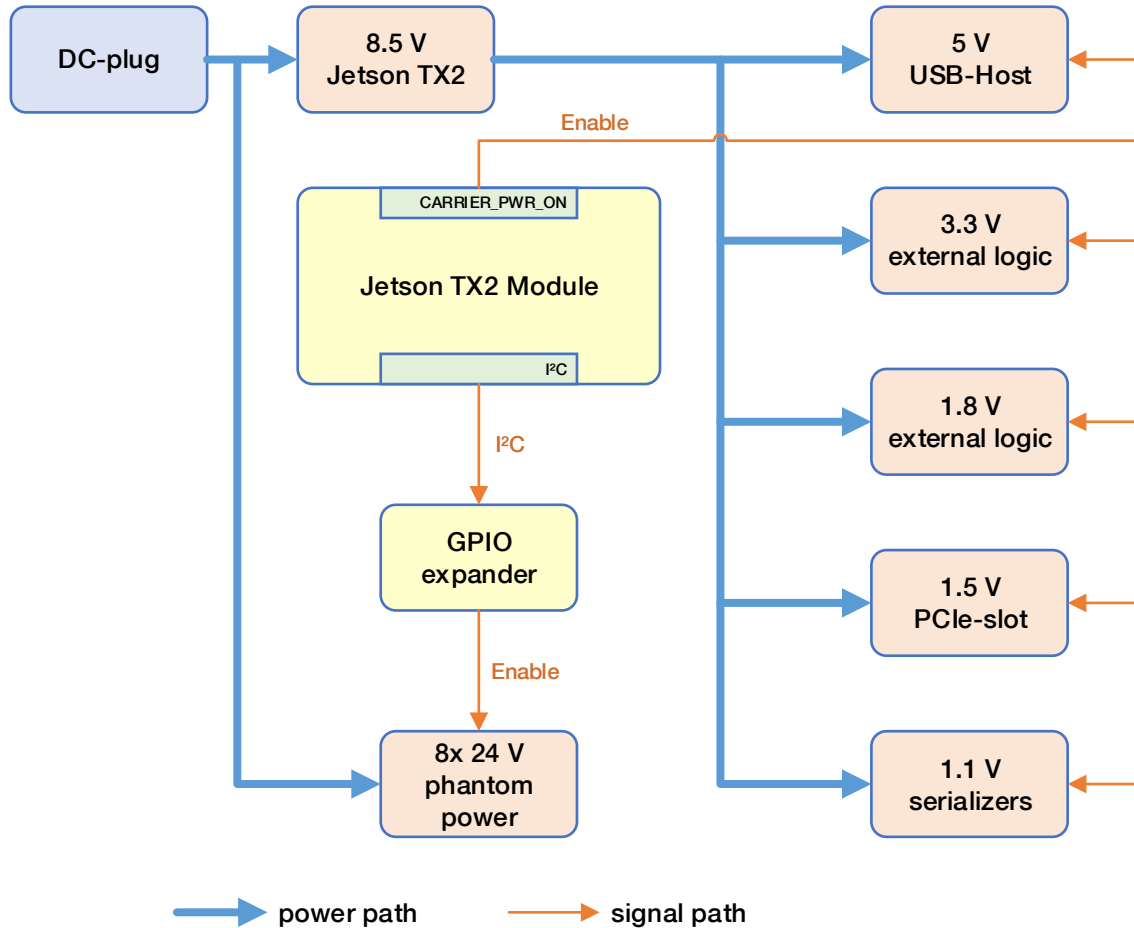 DC-plug
8.5 V
Jetson TX2
5 V
USB-Host
Enable
CARRIER_PWR_ON
Jetson TX2 Module
I²C
3.3 V
external logic
1.8 V
external logic
I²C
GPIO
expander
1.5 V
PCIe-slot
Enable
8x 24 V
phantom
power
1.1 V
serializers
power path
signal path